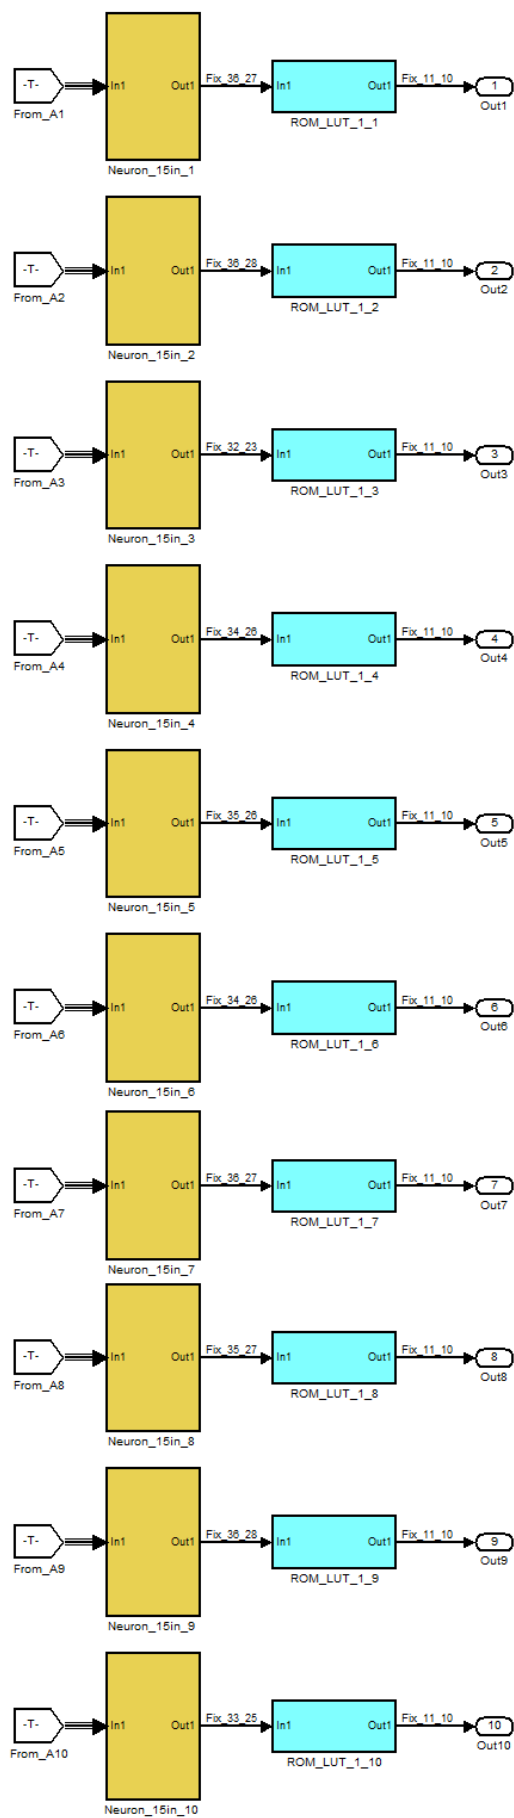 -T- In1 Out1 Fix_36_27 In1 Out1 Fix_11_10 1
From_A1 ROM_LUT_1_1 Out1
Neuron_15in_1
-T- In1 Out1 Fix_36_28 In1 Out1 Fix_11_10 2
From_A2 ROM_LUT_1_2 Out2
Neuron_15in_2
-T- In1 Out1 Fix_32_23 In1 Out1 Fix_11_10 3
From_A3 ROM_LUT_1_3 Out3
Neuron_15in_3
-T- In1 Out1 Fix_34_26 In1 Out1 Fix_11_10 4
From_A4 ROM_LUT_1_4 Out4
Neuron_15in_4
-T- In1 Out1 Fix_35_26 In1 Out1 Fix_11_10 5
From_A5 ROM_LUT_1_5 Out5
Neuron_15in_5
-T- In1 Out1 Fix_34_26 In1 Out1 Fix_11_10 6
From_A6 ROM_LUT_1_6 Out6
Neuron_15in_6
-T- In1 Out1 Fix_36_27 In1 Out1 Fix_11_10 7
From_A7 ROM_LUT_1_7 Out7
Neuron_15in_7
-T- In1 Out1 Fix_35_27 In1 Out1 Fix_11_10 8
From_A8 ROM_LUT_1_8 Out8
Neuron_15in_8
-T- In1 Out1 Fix_36_28 In1 Out1 Fix_11_10 9
From_A9 ROM_LUT_1_9 Out9
Neuron_15in_9
-T- In1 Out1 Fix_33_25 In1 Out1 Fix_11_10 10
From_A10 ROM_LUT_1_10 Out10
Neuron_15in_10